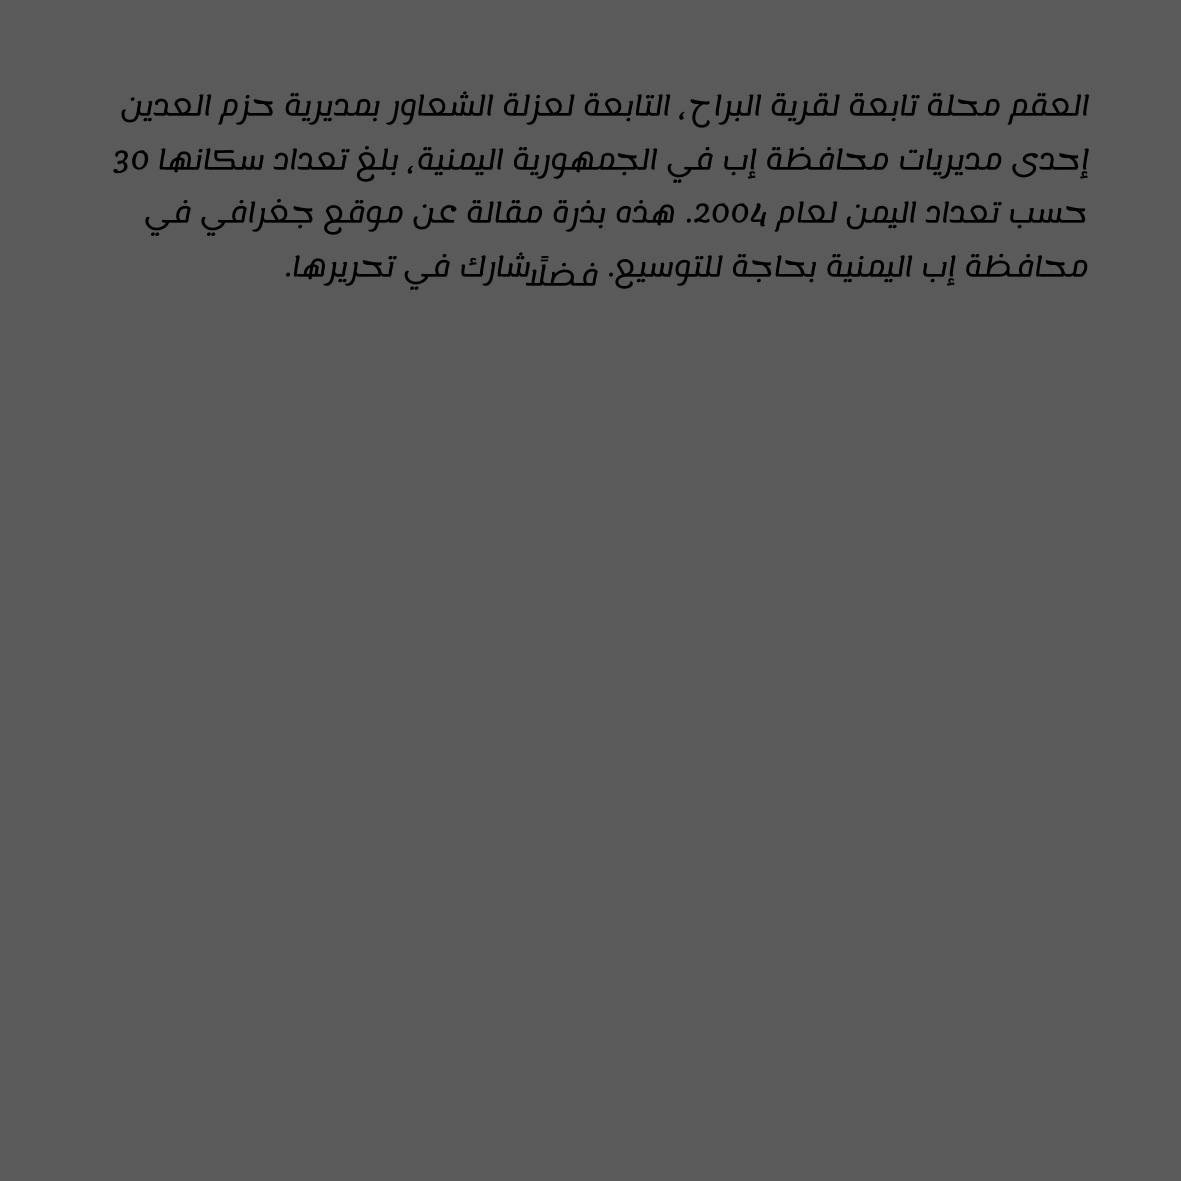 العقم محلة تابعة لقرية البراح، التابعة لعزلة الشعاور بمديرية حزم العدين
إحدى مديريات محافظة إب في الجمهورية اليمنية، بلغ تعداد سكانها 30
حسب تعداد اليمن لعام 2004. هذه بذرة مقالة عن موقع جغرافي في
محافظة إب اليمنية بحاجة للتوسيع. فضلًا شارك في تحريرها.